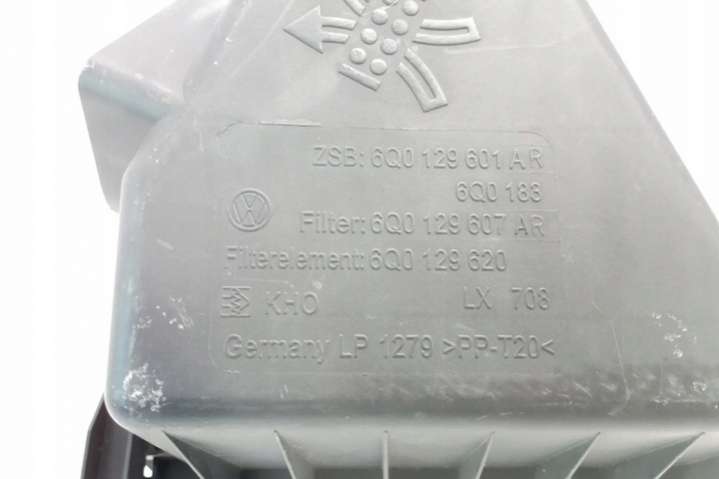 ZSB: 6Q0 129 601 AR
6Q0 183
Filter: 6Q0 129 607 AR
Filterelement: 6Q0 129 620
KHO LX 708
Germany LP 1279 >PP-T20<